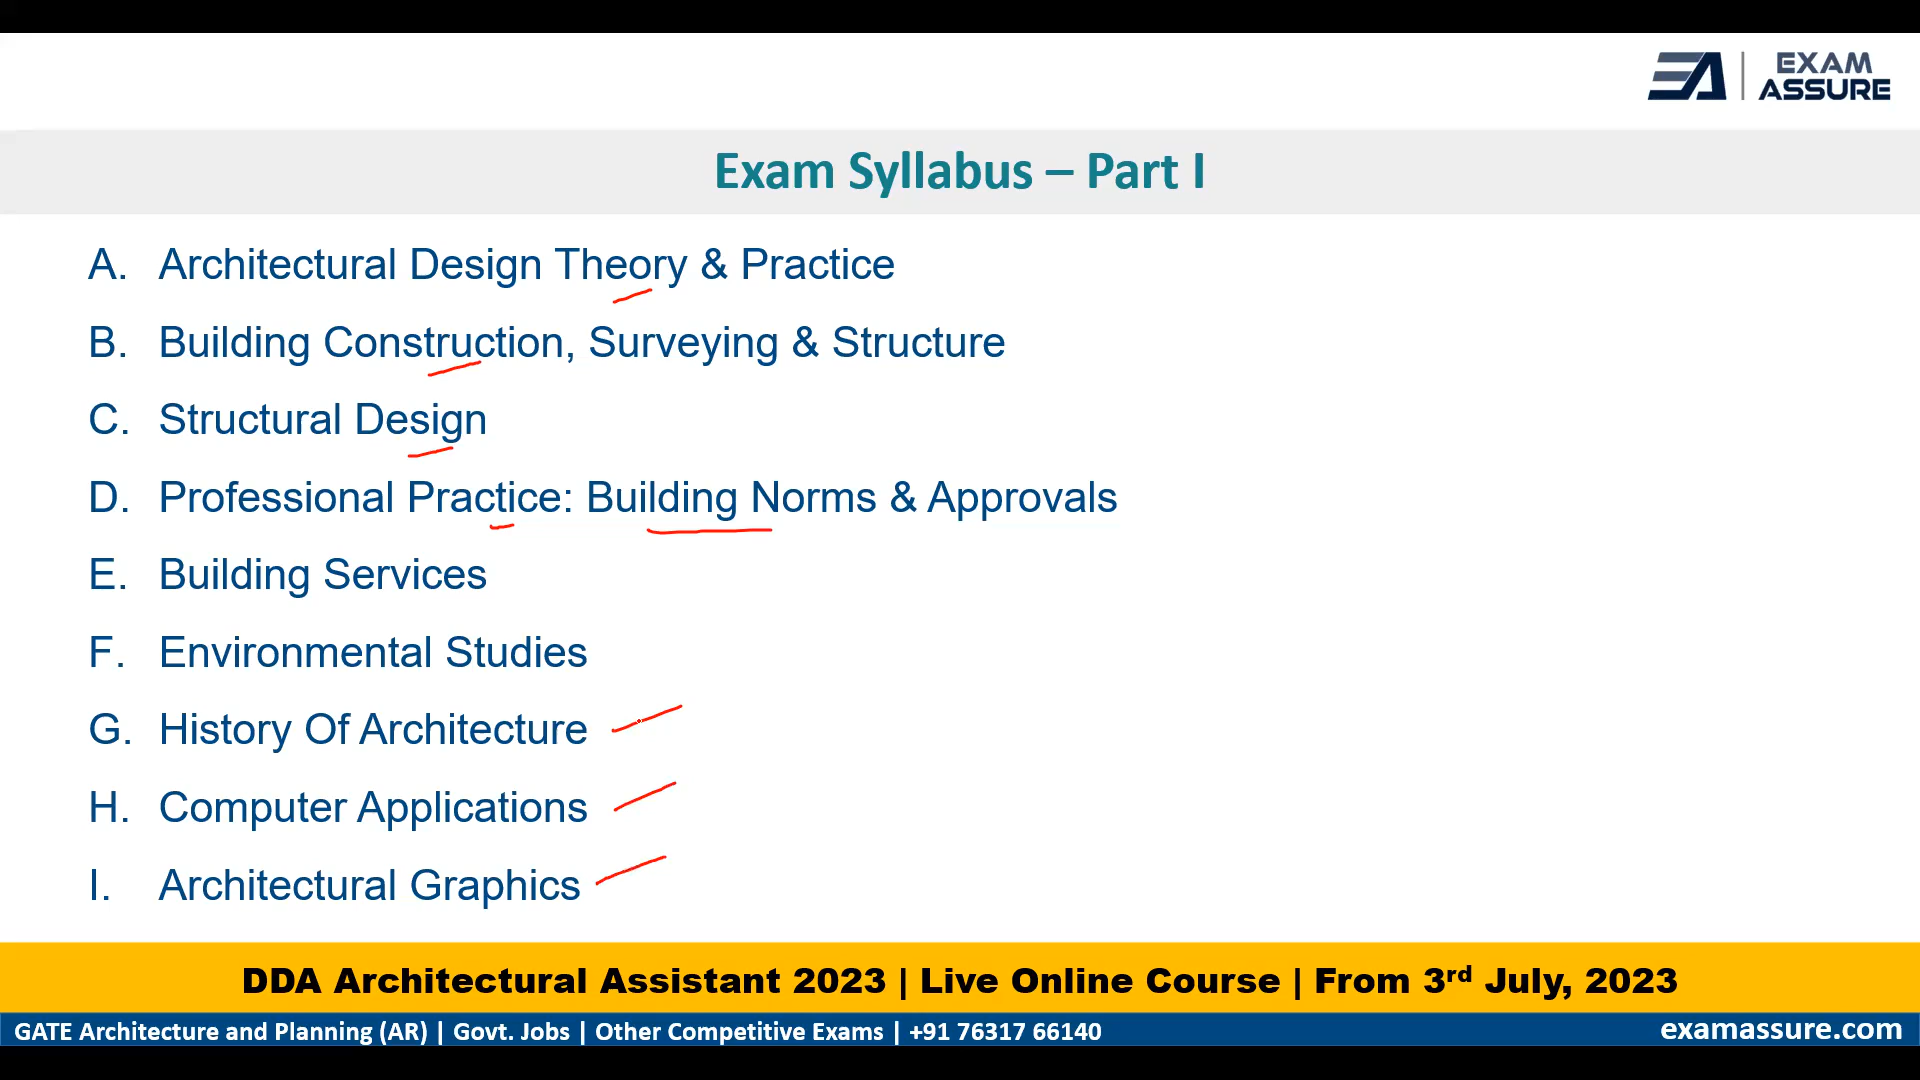 EXAM
ASSURE
Exam Syllabus – Part I
A. Architectural Design Theory & Practice
B. Building Construction, Surveying & Structure
C. Structural Design
D. Professional Practice: Building Norms & Approvals
E. Building Services
F. Environmental Studies
G. History Of Architecture
H. Computer Applications
I. Architectural Graphics
DDA Architectural Assistant 2023 | Live Online Course | From 3rd July, 2023
GATE Architecture and Planning (AR) | Govt. Jobs | Other Competitive Exams | +91 76317 66140
examassure.com